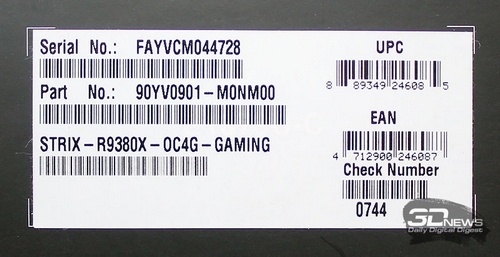 Serial No.: FAYVCM044728
Part No.: 90YV0901-M0NM00
STRIX-R9380X-OC4G-GAMING
UPC
8 89349 24608 5
EAN
4 712900 246087
Check Number
0744
3DNEWS
Daily Digital Digest